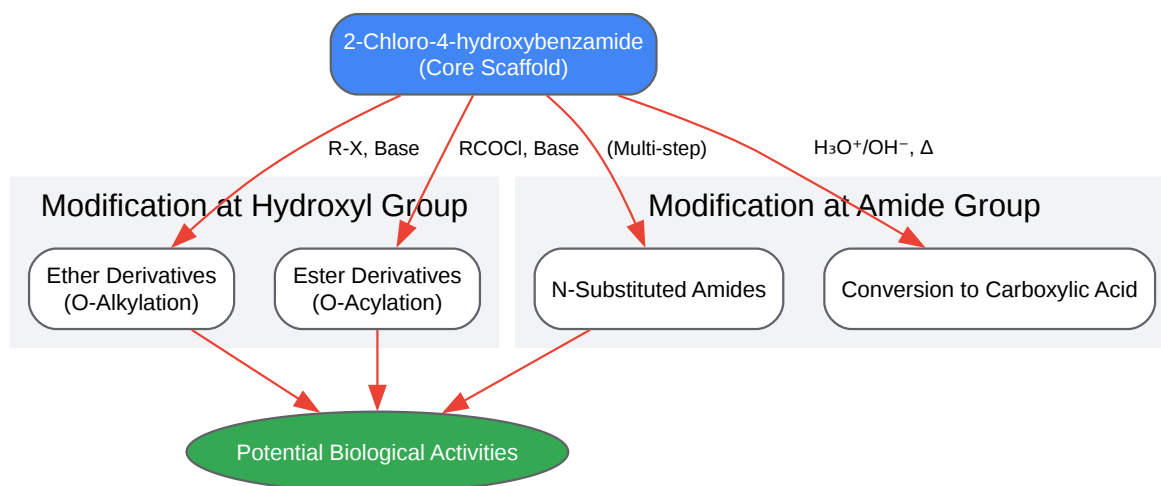 2-Chloro-4-hydroxybenzamide
(Core Scaffold)
R-X, Base
RCOCl, Base
(Multi-step)
H₃O⁺/OH⁻, Δ
Modification at Hydroxyl Group
Modification at Amide Group
Ether Derivatives
(O-Alkylation)
Ester Derivatives
(O-Acylation)
N-Substituted Amides
Conversion to Carboxylic Acid
Potential Biological Activities